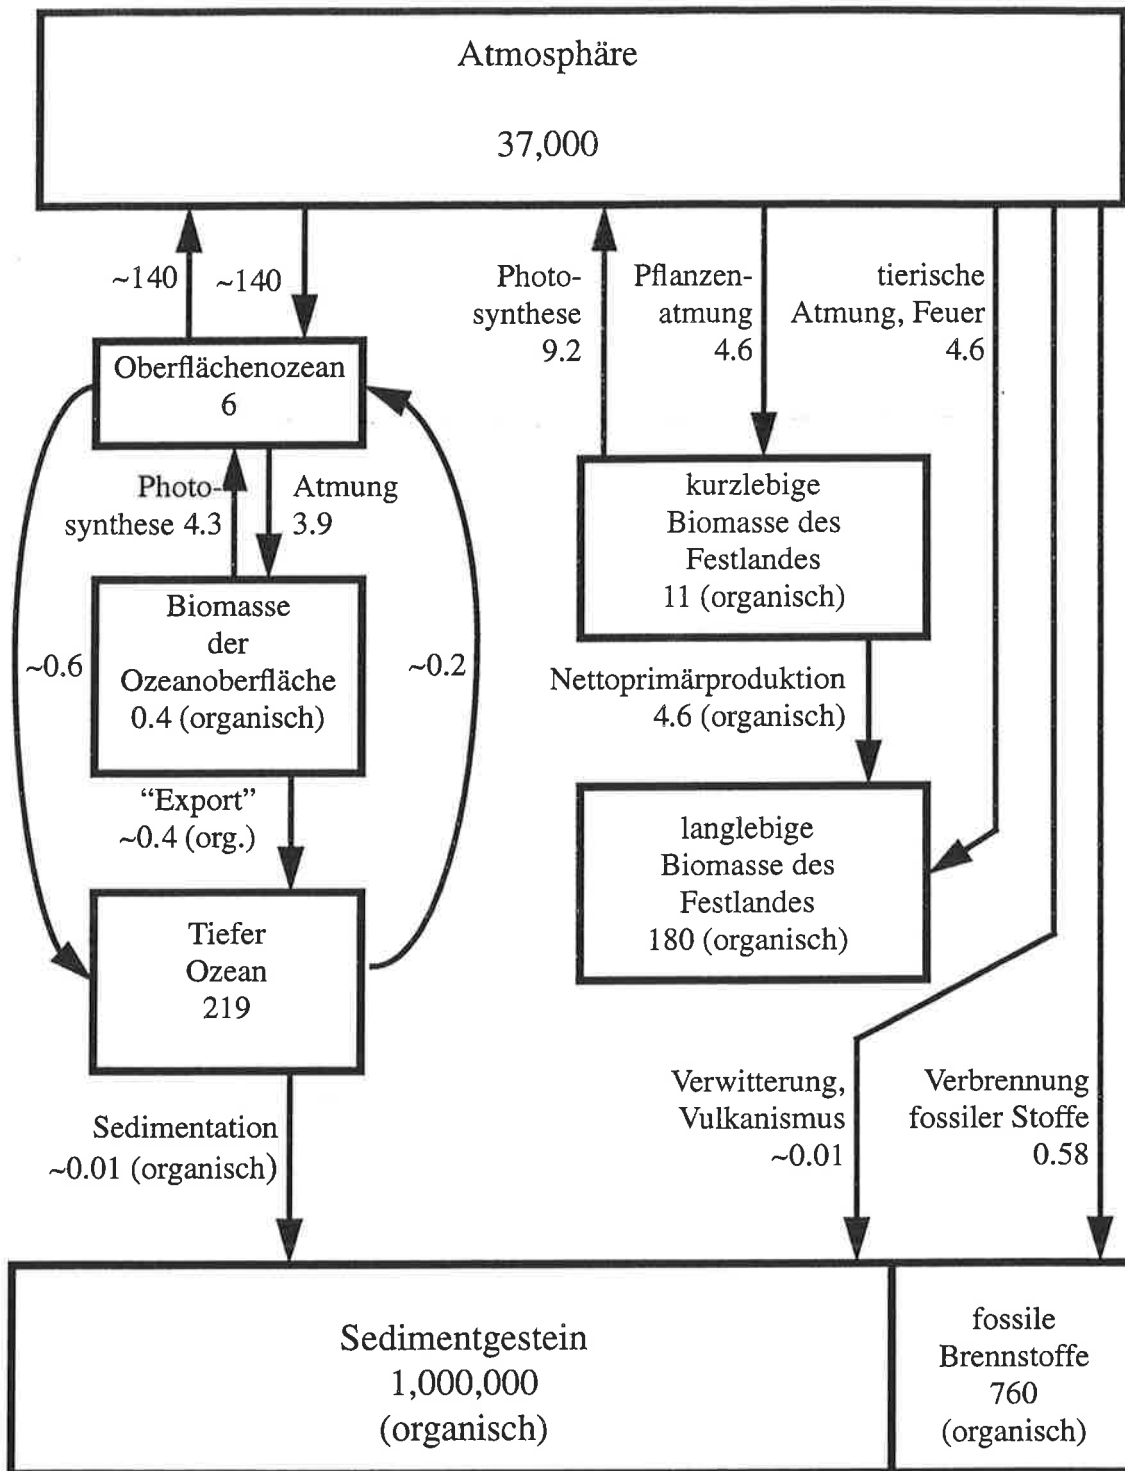 Atmosphäre
37,000
~140
~140
Photo-
synthese
9.2
Pflanzen-
atmung
4.6
tierische
Atmung, Feuer
4.6
Oberflächenozean
6
Photo-
synthese 4.3
Atmung
3.9
kurzlebige
Biomasse des
Festlandes
11 (organisch)
Biomasse
der
Ozeanoberfläche
0.4 (organisch)
~0.6
~0.2
Nettoprimärproduktion
4.6 (organisch)
“Export”
~0.4 (org.)
langlebige
Biomasse des
Festlandes
180 (organisch)
Tiefer
Ozean
219
Sedimentation
~0.01 (organisch)
Verwitterung,
Vulkanismus
~0.01
Verbrennung
fossiler Stoffe
0.58
Sedimentgestein
1,000,000
(organisch)
fossile
Brennstoffe
760
(organisch)